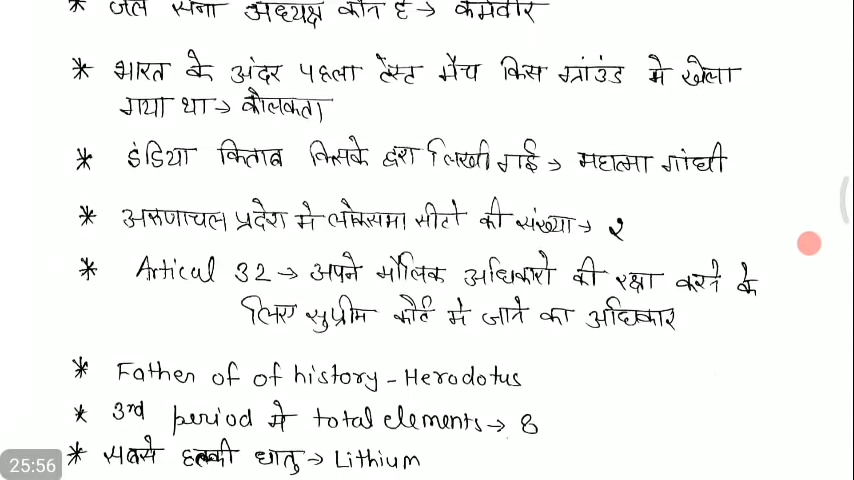 * जल सेना अध्यक्ष कौन है → कर्मवीर
* भारत के अंदर पहला टेस्ट मैच किस ग्रांउंड मे खेला
गया था → कोलकता
* इंडिया किताब किसके द्वारा लिखी गई → महात्मा गांधी
* अरूणाचल प्रदेश मे लोकसभा सीटो की संख्या → २
* Artical 32 → अपने मौलिक अधिकारो की रक्षा करने के
लिए सुप्रीम कोर्ट मे जाने का अधिकार
* Father of of history - Herodotus
* 3rd period मे total elements → 8
* सबसे हल्की धातु → Lithium
25:56